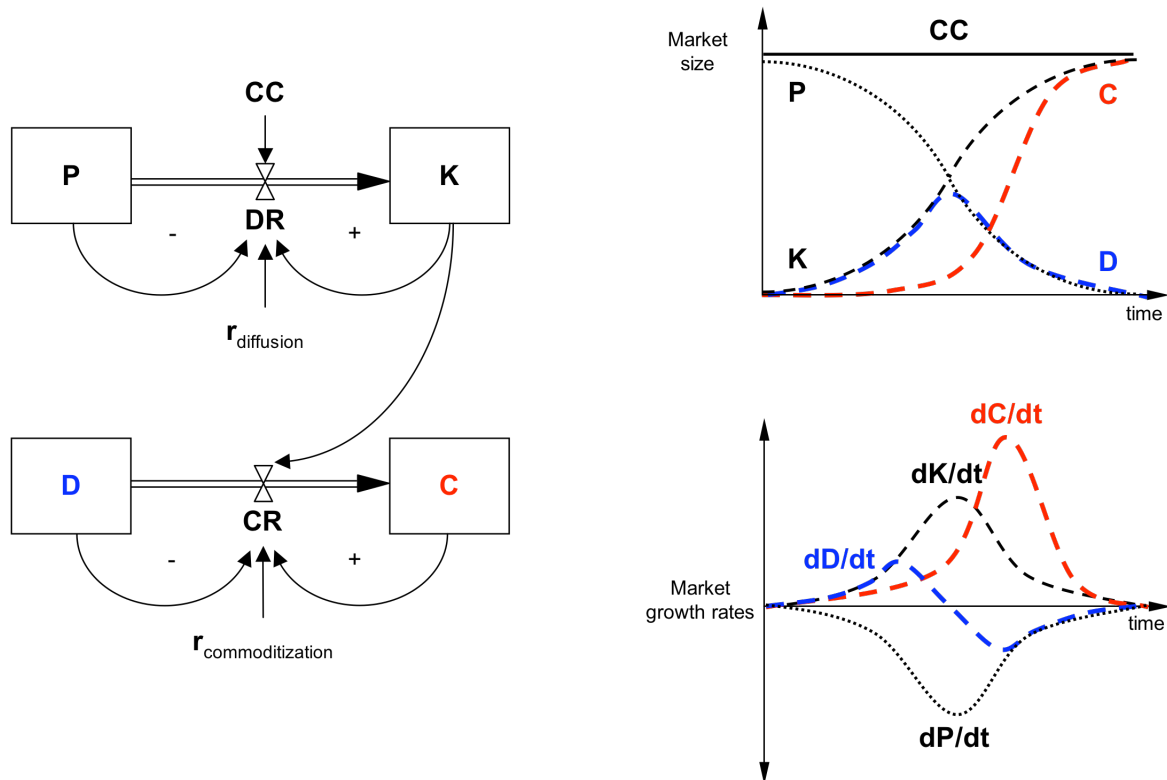 CC
P
K
DR
-
+
r diffusion
D
C
CR
-
+
r commoditization
Market
size
CC
P
C
K
D
time
dC/dt
dK/dt
dD/dt
Market
growth rates
time
dP/dt